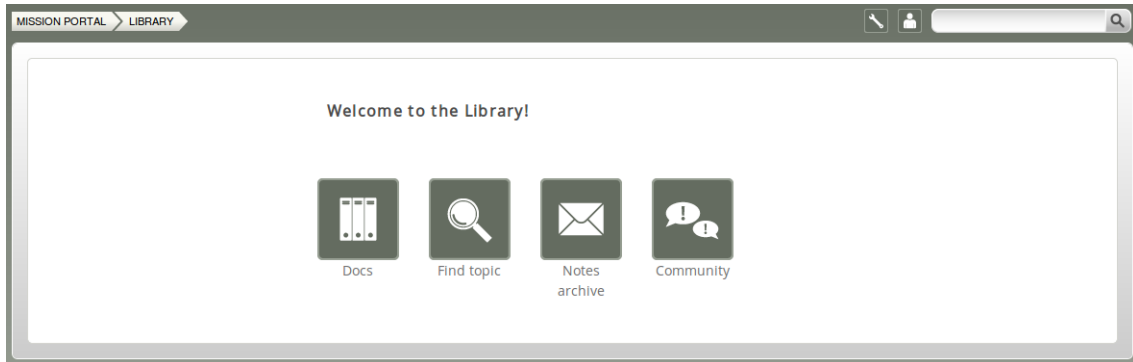 MISSION PORTAL LIBRARY
Welcome to the Library!
Docs Find topic Notes archive Community